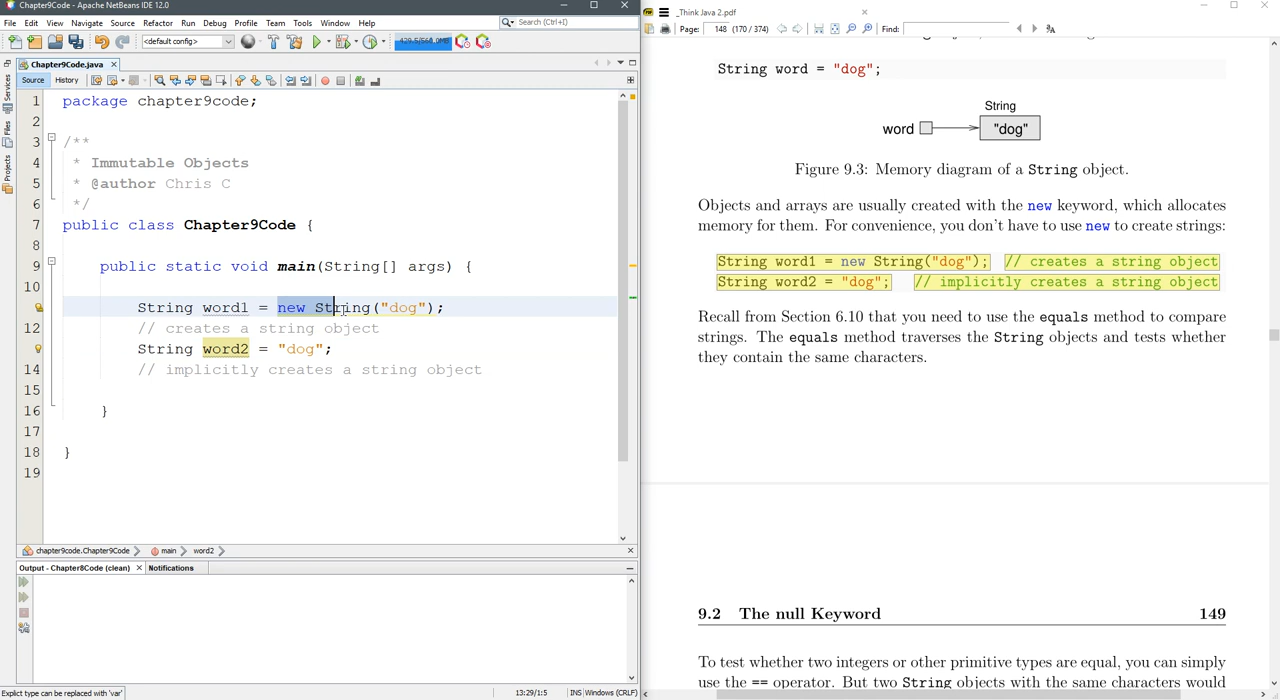 Chapter9Code - Apache NetBeans IDE 12.0
File Edit View Navigate Source Refactor Run Debug Profile Team Tools Window Help
Search (Ctrl+I)
<default config>
Chapter9Code.java
Source History
Services
Files
Projects
1 package chapter9code;
2
3 /**
4 * Immutable Objects
5 * @author Chris C
6 */
7 public class Chapter9Code {
8
9 public static void main(String[] args) {
10
String word1 = new String("dog");
12 // creates a string object
String word2 = "dog";
14 // implicitly creates a string object
15
16 }
17
18 }
19
chapter9code.Chapter9Code main word2
Output - Chapter8Code (clean) Notifications
Explict type can be replaced with 'var'
13:29/1:5 INS Windows (CRLF)
_Think Java 2.pdf
Page: 148 (170 / 374) Find:
String word = "dog";
String
word "dog"
Figure 9.3: Memory diagram of a String object.
Objects and arrays are usually created with the new keyword, which allocates
memory for them. For convenience, you don't have to use new to create strings:
String word1 = new String("dog"); // creates a string object
String word2 = "dog"; // implicitly creates a string object
Recall from Section 6.10 that you need to use the equals method to compare
strings. The equals method traverses the String objects and tests whether
they contain the same characters.
9.2 The null Keyword 149
To test whether two integers or other primitive types are equal, you can simply
use the == operator. But two String objects with the same characters would